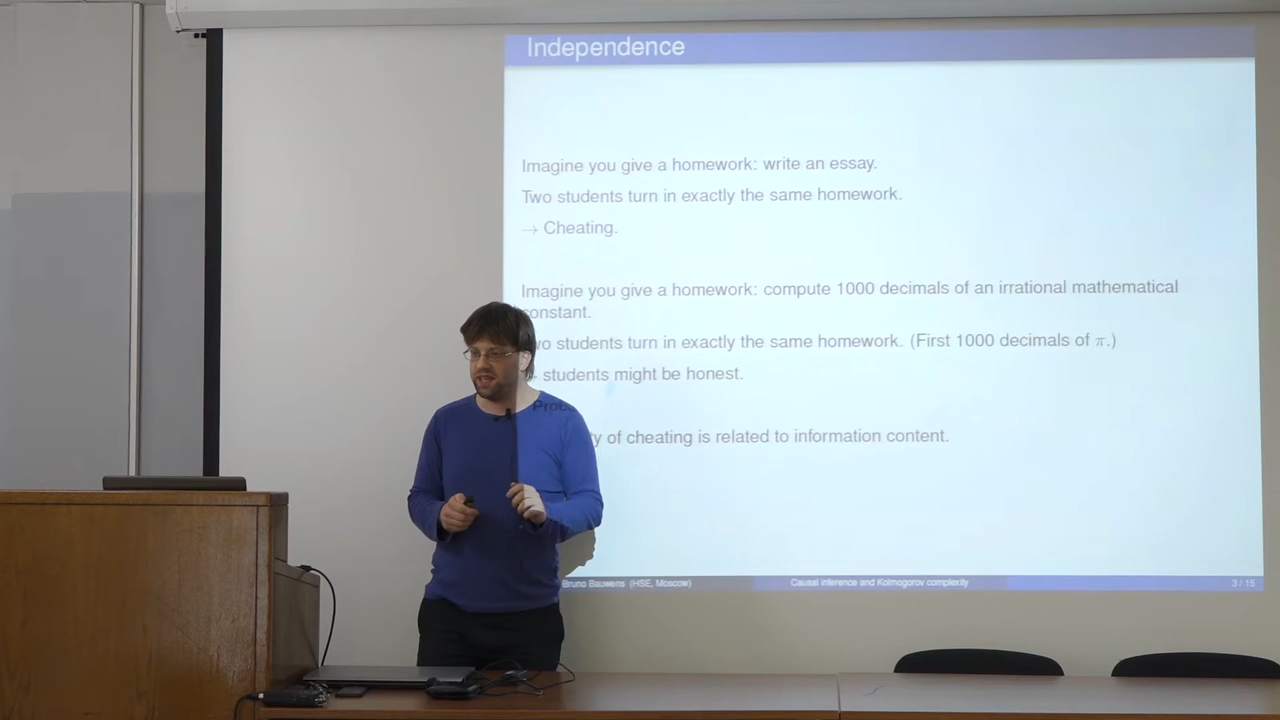 Independence
Imagine you give a homework: write an essay.
Two students turn in exactly the same homework.
→ Cheating.
Imagine you give a homework: compute 1000 decimals of an irrational mathematical
constant.
students turn in exactly the same homework. (First 1000 decimals of π.)
students might be honest.
of cheating is related to information content.
Bruno Bauwens (HSE, Moscow)
Causal inference and Kolmogorov complexity
3 / 15